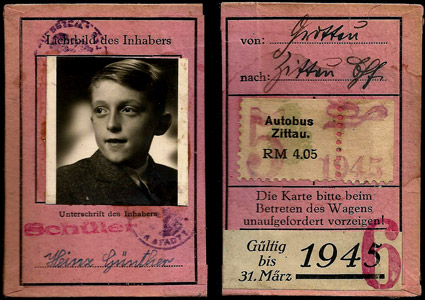 Lichtbild des Inhabers
Unterschrift des Inhabers
Schüler
Heinz Günther
von: Grottau
nach: Zittau
Autobus
Zittau.
RM 4.05
5
1945
Die Karte bitte beim
Betreten des Wagens
unaufgefordert vorzeigen!
Gültig
bis
31. März
1945
6